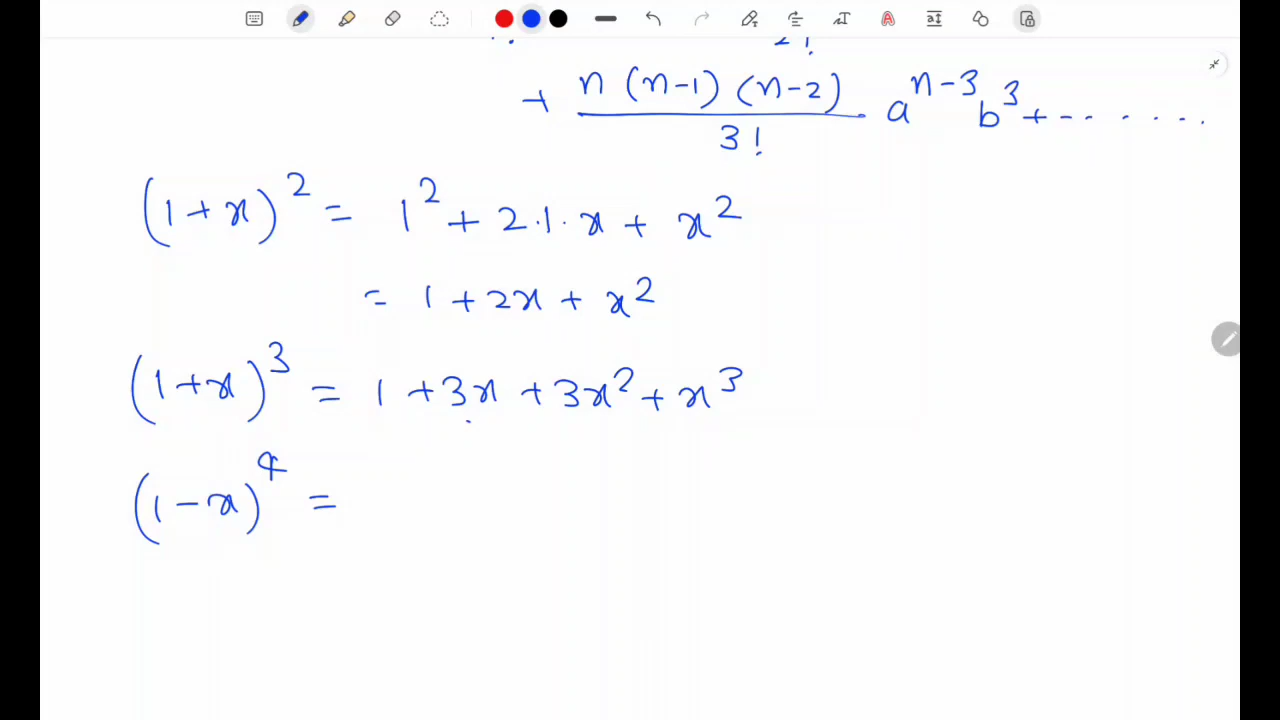 2!
+ n (n-1) (n-2) / 3! a^{n-3} b^3 + - - . . . . .
(1+x)^2 = 1^2 + 2·1·x + x^2
= 1 + 2x + x^2
(1+x)^3 = 1 + 3x + 3x^2 + x^3
(1-x)^4 =